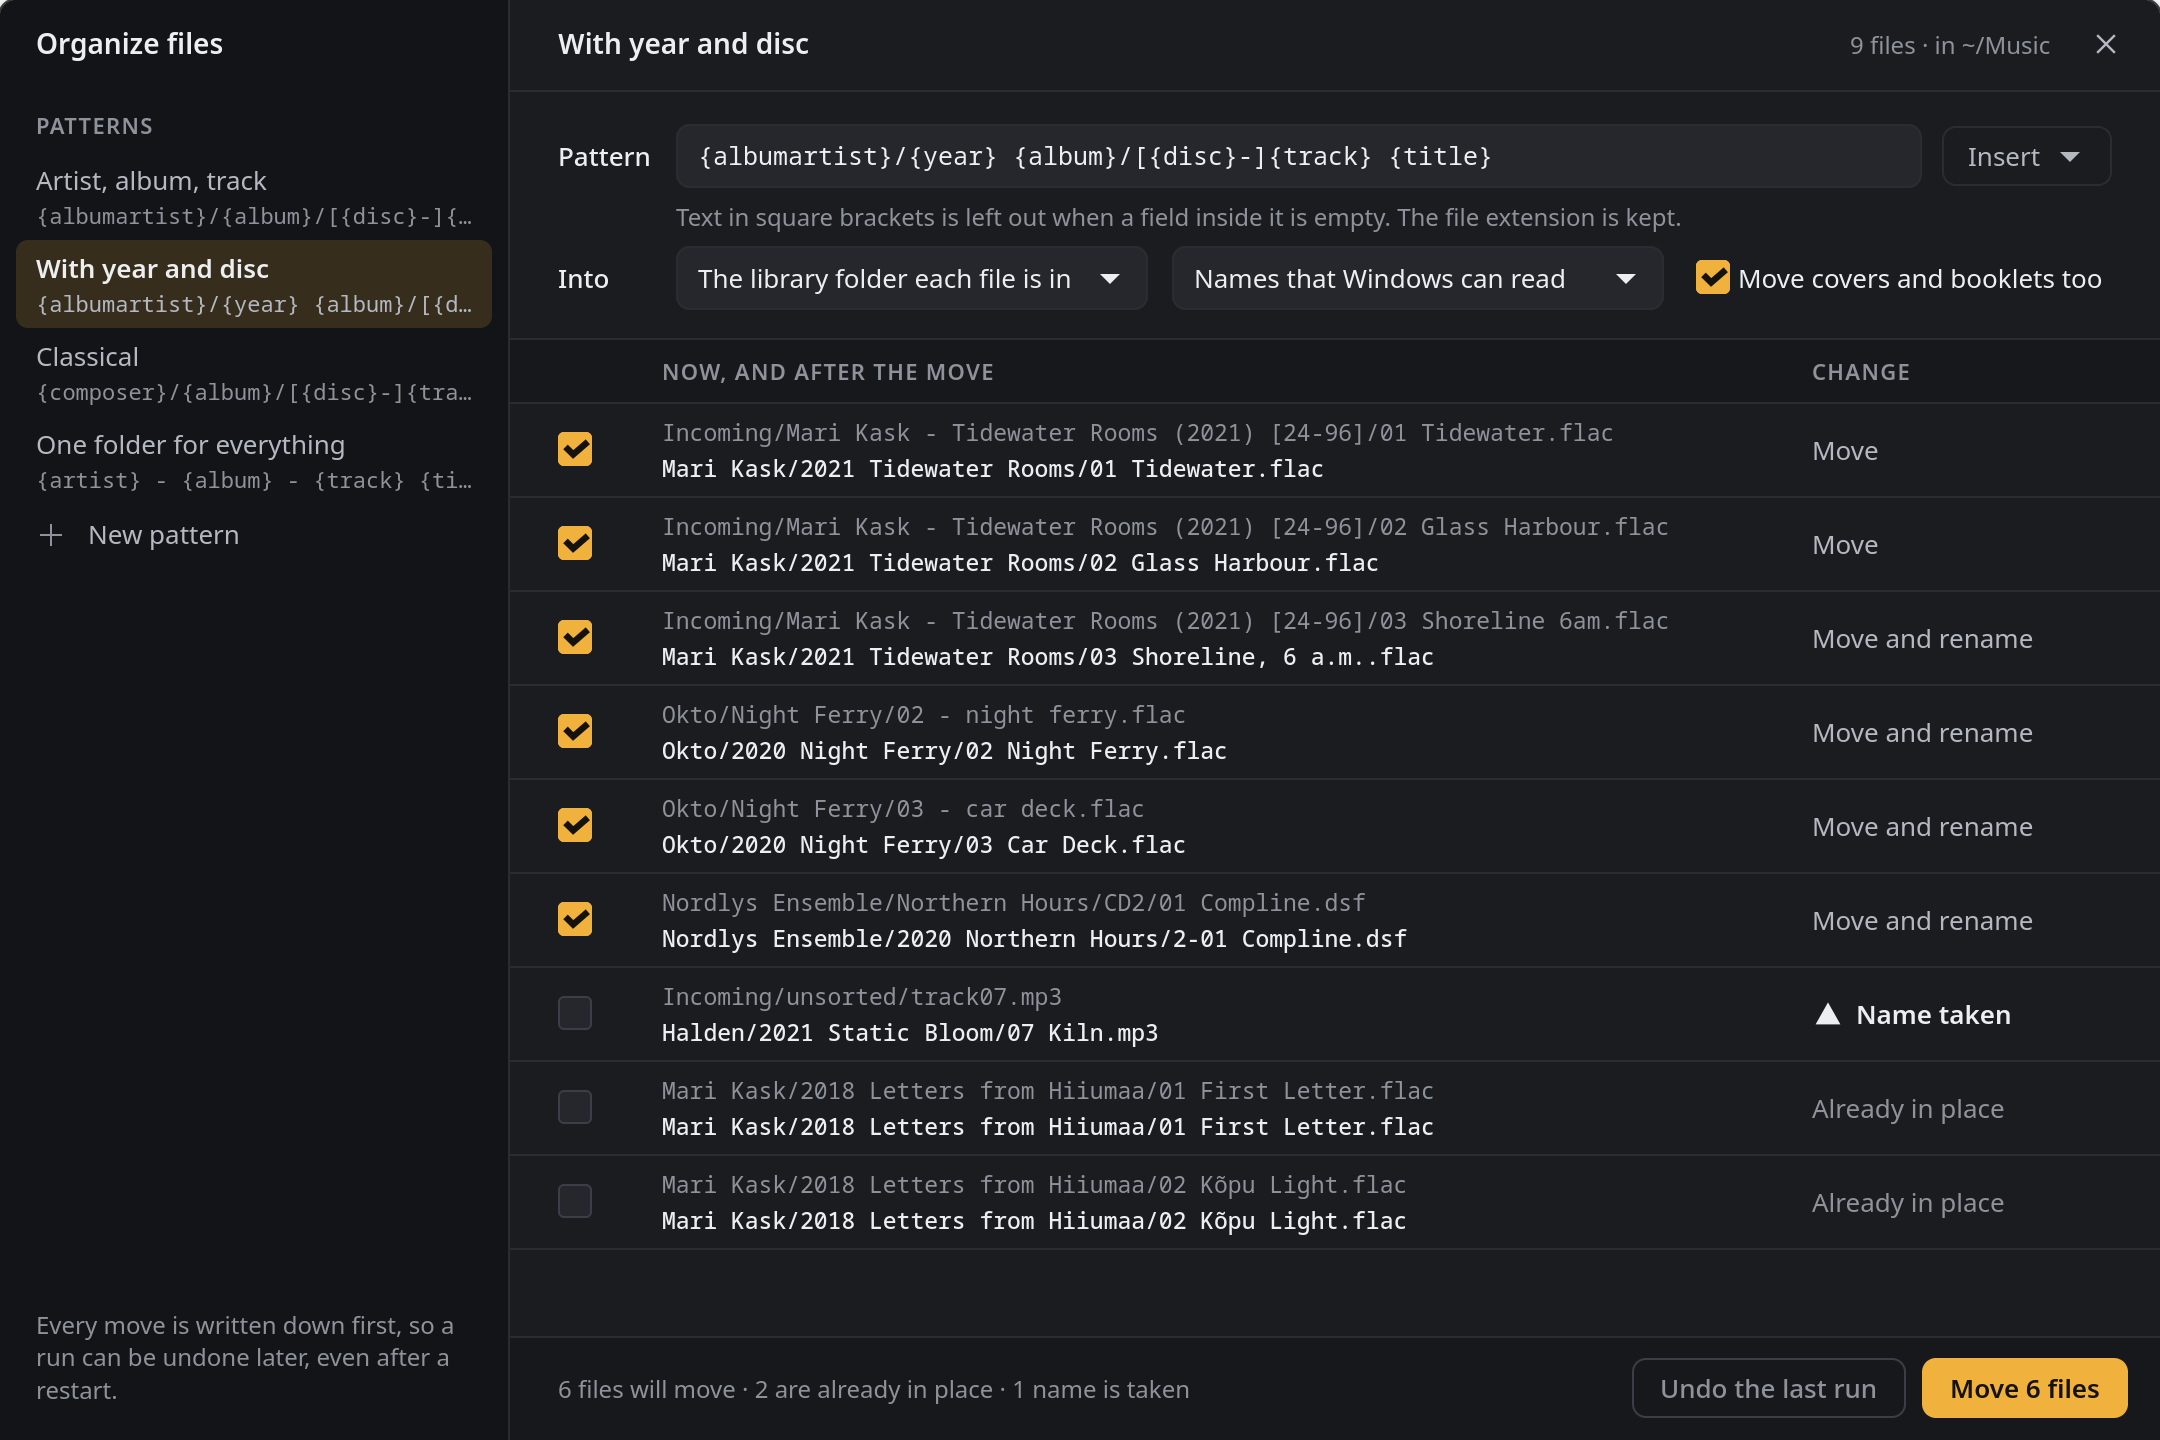 Organize files
PATTERNS
Artist, album, track
{albumartist}/{album}/[{disc}-]{…
With year and disc
{albumartist}/{year} {album}/[{d…
Classical
{composer}/{album}/[{disc}-]{tra…
One folder for everything
{artist} - {album} - {track} {ti…
New pattern
Every move is written down first, so a
run can be undone later, even after a
restart.
With year and disc
9 files · in ~/Music
Pattern
{albumartist}/{year} {album}/[{disc}-]{track} {title}
Insert
Text in square brackets is left out when a field inside it is empty. The file extension is kept.
Into
The library folder each file is in
Names that Windows can read
Move covers and booklets too
NOW, AND AFTER THE MOVE
CHANGE
Incoming/Mari Kask - Tidewater Rooms (2021) [24-96]/01 Tidewater.flac
Mari Kask/2021 Tidewater Rooms/01 Tidewater.flac
Move
Incoming/Mari Kask - Tidewater Rooms (2021) [24-96]/02 Glass Harbour.flac
Mari Kask/2021 Tidewater Rooms/02 Glass Harbour.flac
Move
Incoming/Mari Kask - Tidewater Rooms (2021) [24-96]/03 Shoreline 6am.flac
Mari Kask/2021 Tidewater Rooms/03 Shoreline, 6 a.m..flac
Move and rename
Okto/Night Ferry/02 - night ferry.flac
Okto/2020 Night Ferry/02 Night Ferry.flac
Move and rename
Okto/Night Ferry/03 - car deck.flac
Okto/2020 Night Ferry/03 Car Deck.flac
Move and rename
Nordlys Ensemble/Northern Hours/CD2/01 Compline.dsf
Nordlys Ensemble/2020 Northern Hours/2-01 Compline.dsf
Move and rename
Incoming/unsorted/track07.mp3
Halden/2021 Static Bloom/07 Kiln.mp3
Name taken
Mari Kask/2018 Letters from Hiiumaa/01 First Letter.flac
Mari Kask/2018 Letters from Hiiumaa/01 First Letter.flac
Already in place
Mari Kask/2018 Letters from Hiiumaa/02 Kõpu Light.flac
Mari Kask/2018 Letters from Hiiumaa/02 Kõpu Light.flac
Already in place
6 files will move · 2 are already in place · 1 name is taken
Undo the last run
Move 6 files